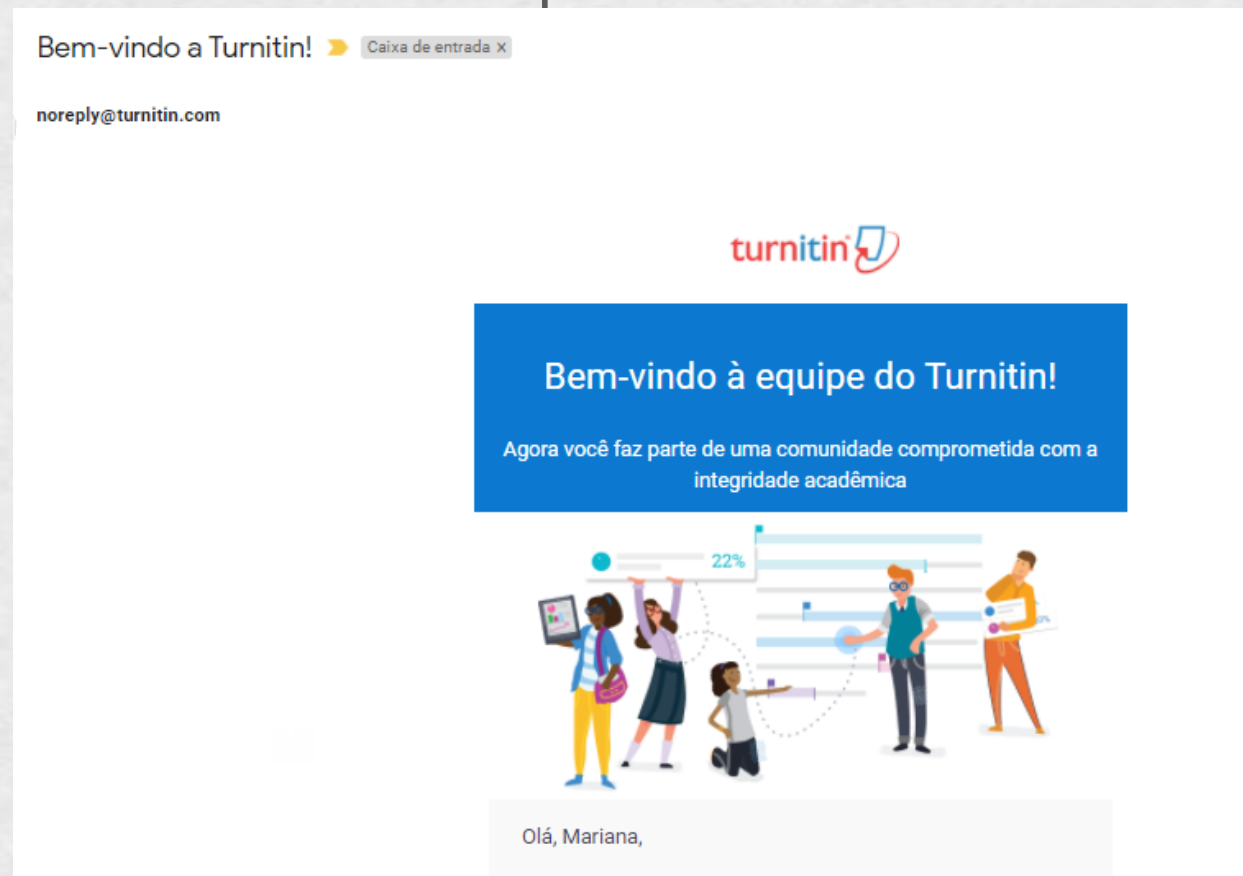 Bem-vindo a Turnitin! Caixa de entrada x
noreply@turnitin.com
turnitin
Bem-vindo à equipe do Turnitin!
Agora você faz parte de uma comunidade comprometida com a
integridade acadêmica
22%
Olá, Mariana,